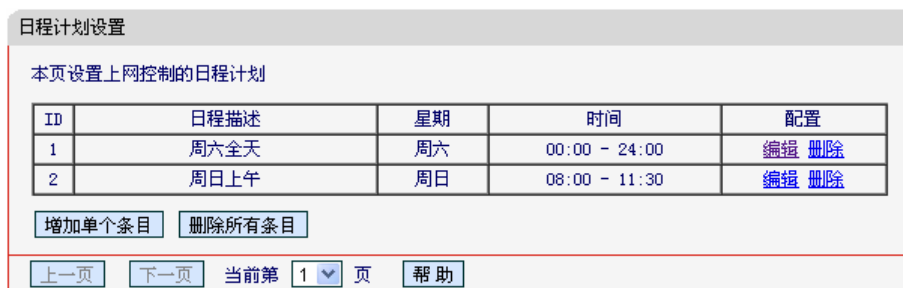 日程计划设置
本页设置上网控制的日程计划
ID 日程描述 星期 时间 配置
1 周六全天 周六 00:00 - 24:00 编辑 删除
2 周日上午 周日 08:00 - 11:30 编辑 删除
增加单个条目 删除所有条目
上一页 下一页 当前第 1 页 帮助